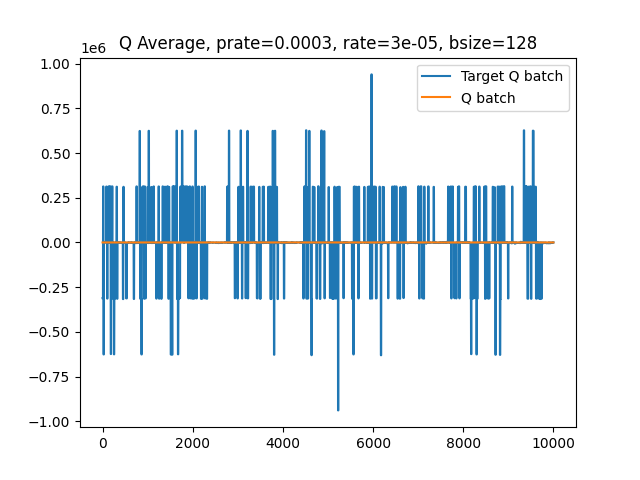 Q Average, prate=0.0003, rate=3e-05, bsize=128
1e6
Target Q batch
Q batch
1.00
0.75
0.50
0.25
0.00
−0.25
−0.50
−0.75
−1.00
0 2000 4000 6000 8000 10000